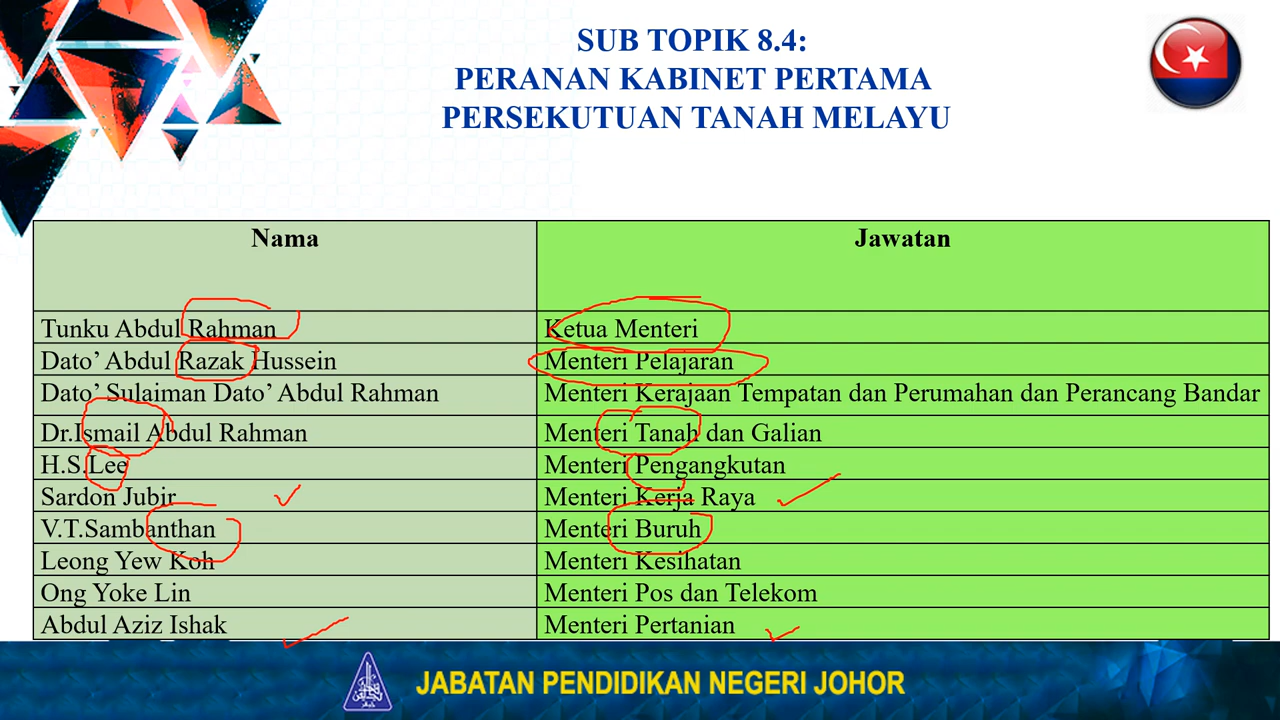 SUB TOPIK 8.4:
PERANAN KABINET PERTAMA
PERSEKUTUAN TANAH MELAYU
Nama Jawatan
Tunku Abdul Rahman Ketua Menteri
Dato’ Abdul Razak Hussein Menteri Pelajaran
Dato’ Sulaiman Dato’ Abdul Rahman Menteri Kerajaan Tempatan dan Perumahan dan Perancang Bandar
Dr.Ismail Abdul Rahman Menteri Tanah dan Galian
H.S.Lee Menteri Pengangkutan
Sardon Jubir Menteri Kerja Raya
V.T.Sambanthan Menteri Buruh
Leong Yew Koh Menteri Kesihatan
Ong Yoke Lin Menteri Pos dan Telekom
Abdul Aziz Ishak Menteri Pertanian
JABATAN PENDIDIKAN NEGERI JOHOR